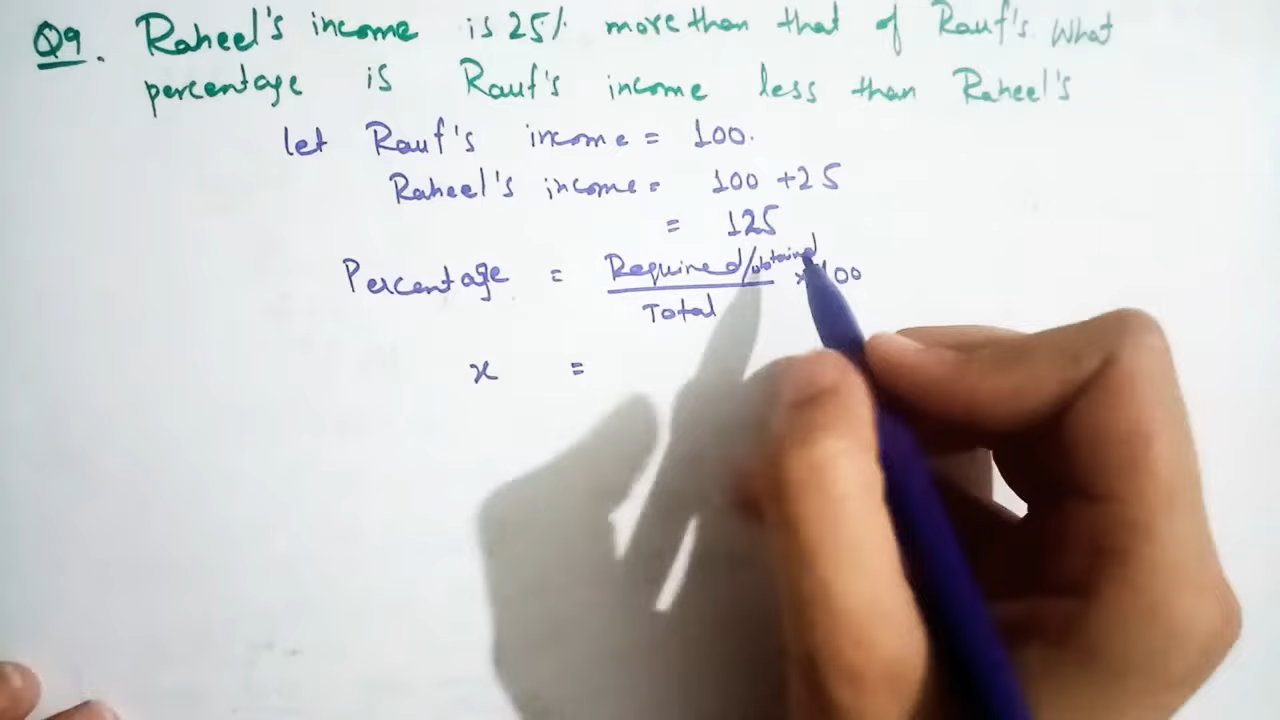 Q9. Raheel's income is 25% more than that of Rauf's. What
percentage is Rauf's income less than Raheel's
let Rauf's income = 100.
Raheel's income = 100 + 25
= 125
Percentage = Required/obtained × 100
Total
x =